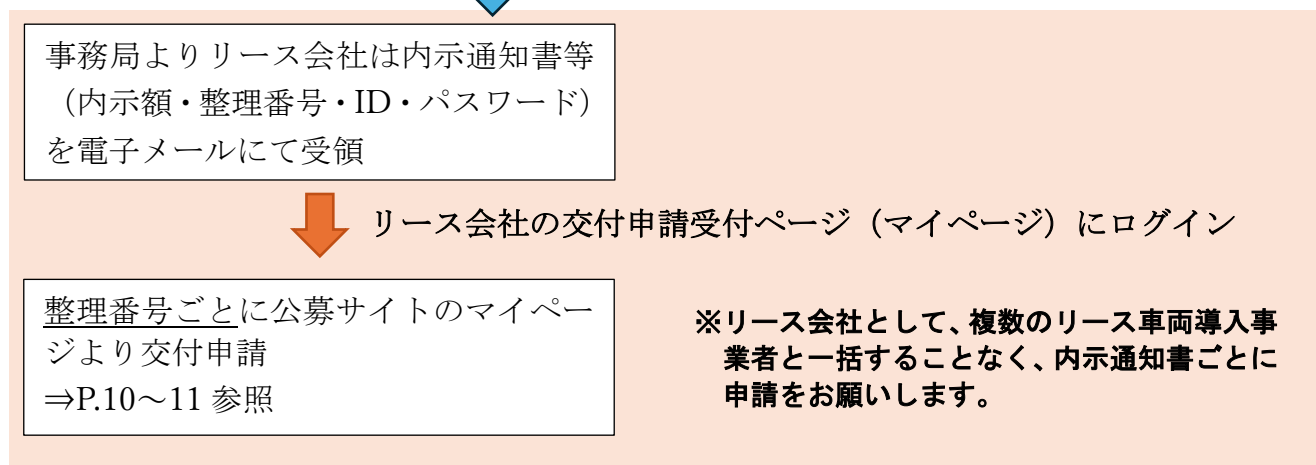 事務局よりリース会社は内示通知書等
（内示額・整理番号・ID・パスワード）
を電子メールにて受領
リース会社の交付申請受付ページ（マイページ）にログイン
整理番号ごとに公募サイトのマイペー
ジより交付申請
⇒P.10～11 参照
※リース会社として、複数のリース車両導入事
業者と一括することなく、内示通知書ごとに
申請をお願いします。